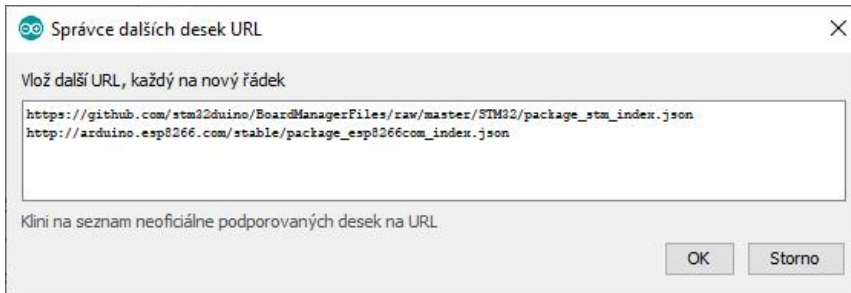 Správce dalších desek URL
Vlož další URL, každý na nový řádek
https://github.com/stm32duino/BoardManagerFiles/raw/master/STM32/package_stm_index.json
http://arduino.esp8266.com/stable/package_esp8266com_index.json
Klini na seznam neoficiálne podporovaných desek na URL
OK Storno